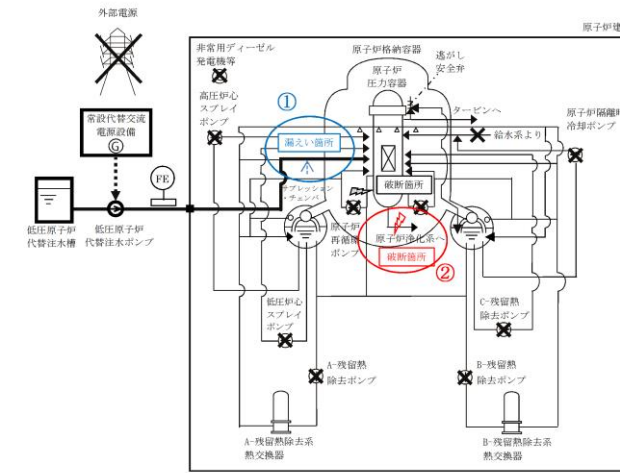 外部電源
原子炉建
非常用ディーゼル
発電機等
原子炉格納容器
逃がし
安全弁
原子炉
圧力容器
高圧炉心
スプレイ
ポンプ
①
タービンへ
原子炉隔離時
冷却ポンプ
常設代替交流
電源設備
G
漏えい箇所
給水系より
FE
サプレッション
・チェンバ
破断箇所
低圧原子炉
代替注水槽
低圧原子炉
代替注水ポンプ
原子炉
再循環
ポンプ
原子炉浄化系へ
破断箇所
②
低圧炉心
スプレイ
ポンプ
C-残留熱
除去ポンプ
A-残留熱
除去ポンプ
B-残留熱
除去ポンプ
A-残留熱除去系
熱交換器
B-残留熱除去系
熱交換器